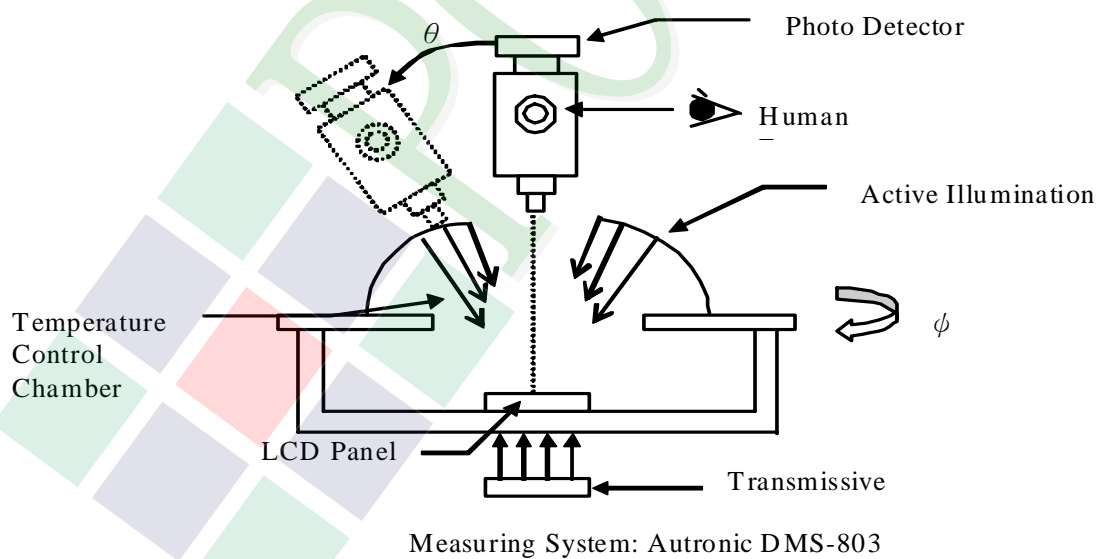 Photo Detector
θ
Human
Active Illumination
Temperature
Control
Chamber
ϕ
LCD Panel
Transmissive
Measuring System: Autronic DMS-803